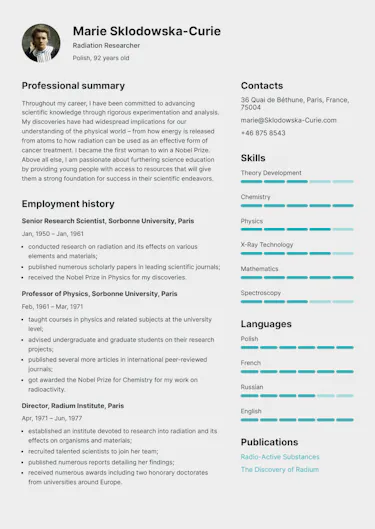 Marie Sklodowska-Curie
Radiation Researcher
Polish, 92 years old
Professional summary
Throughout my career, I have been committed to advancing
scientific knowledge through rigorous experimentation and analysis.
My discoveries have had widespread implications for our
understanding of the physical world – from how energy is released
from atoms to how radiation can be used as an effective form of
cancer treatment. I became the first woman to win a Nobel Prize.
Above all else, I am passionate about furthering science education
by providing young people with access to resources that will give
them a strong foundation for success in their scientific endeavors.
Employment history
Senior Research Scientist, Sorbonne University, Paris
Jan, 1950 – Jan, 1961
• conducted research on radiation and its effects on various
elements and materials;
• published numerous scholarly papers in leading scientific journals;
• received the Nobel Prize in Physics for my discoveries.
Professor of Physics, Sorbonne University, Paris
Feb, 1961 – Mar, 1971
• taught courses in physics and related subjects at the university
level;
• advised undergraduate and graduate students on their research
projects;
• published several more articles in international peer-reviewed
journals;
• got awarded the Nobel Prize for Chemistry for my work on
radioactivity.
Director, Radium Institute, Paris
Apr, 1971 – Jun, 1977
• established an institute devoted to research into radiation and its
effects on organisms and materials;
• recruited talented scientists to join her team;
• published numerous reports detailing her findings;
• received numerous awards including two honorary doctorates
from universities around Europe.
Contacts
36 Quai de Béthune, Paris, France,
75004
marie@Sklodowska-Curie.com
+46 875 8543
Skills
Theory Development
Chemistry
Physics
X-Ray Technology
Mathematics
Spectroscopy
Languages
Polish
French
Russian
English
Publications
Radio-Active Substances
The Discovery of Radium